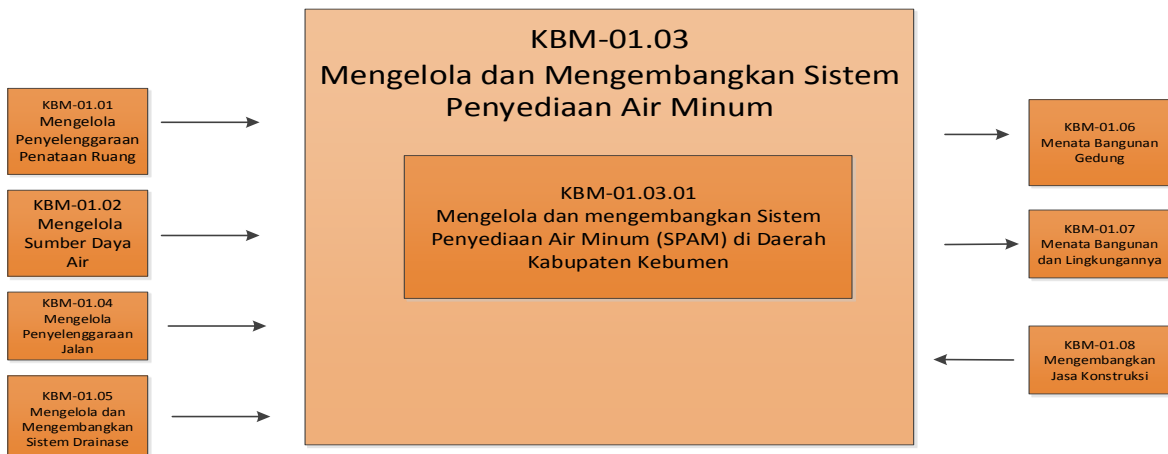 KBM-01.03
Mengelola dan Mengembangkan Sistem
Penyediaan Air Minum
KBM-01.03.01
Mengelola dan mengembangkan Sistem
Penyediaan Air Minum (SPAM) di Daerah
Kabupaten Kebumen
KBM-01.01
Mengelola
Penyelenggaraan
Penataan Ruang
KBM-01.02
Mengelola
Sumber Daya
Air
KBM-01.04
Mengelola
Penyelenggaraan
Jalan
KBM-01.05
Mengelola dan
Mengembangkan
Sistem Drainase
KBM-01.06
Menata Bangunan
Gedung
KBM-01.07
Menata Bangunan
dan Lingkungannya
KBM-01.08
Mengembangkan
Jasa Konstruksi